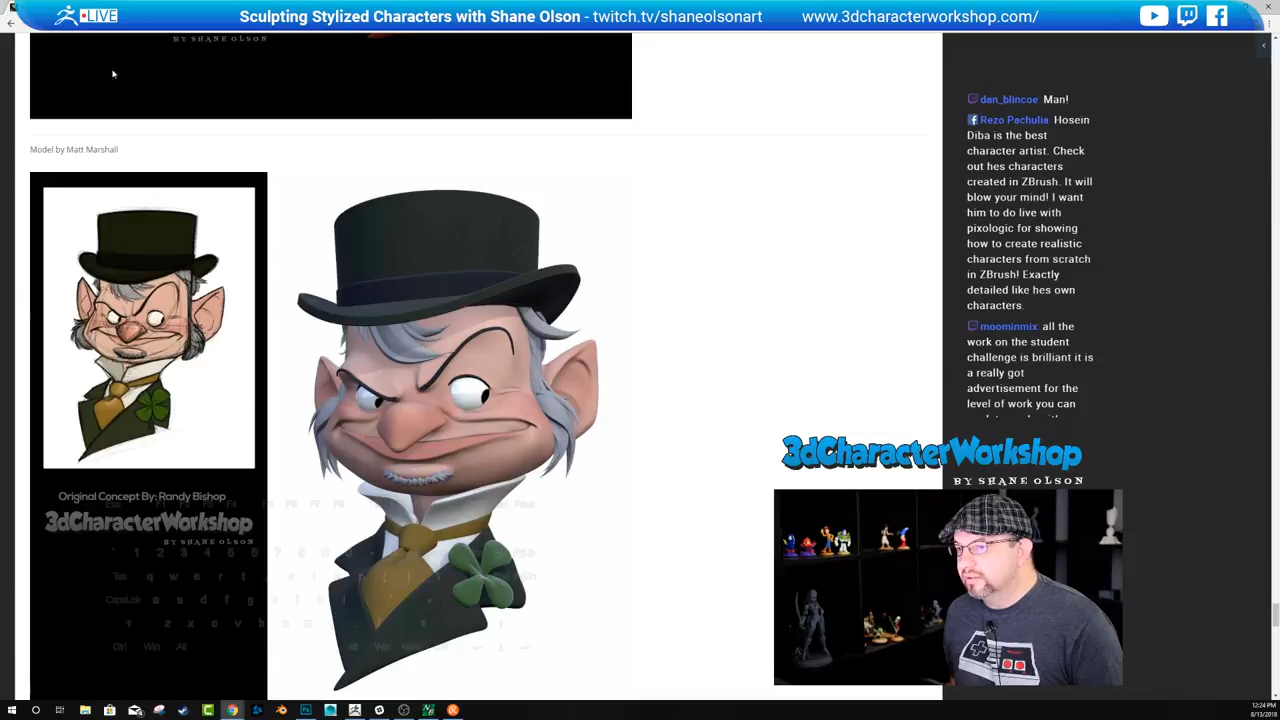 LIVE
Sculpting Stylized Characters with Shane Olson - twitch.tv/shaneolsonart
www.3dcharacterworkshop.com/
BY SHANE OLSON
Model by Matt Marshall
Original Concept By: Randy Bishop
3dCharacterWorkshop
BY SHANE OLSON
dan_blincoe: Man!
Rezo Pachulia Hosein
Diba is the best
character artist. Check
out hes characters
created in ZBrush. It will
blow your mind! I want
him to do live with
pixologic for showing
how to create realistic
characters from scratch
in ZBrush! Exactly
detailed like hes own
characters.
moominmix: all the
work on the student
challenge is brilliant it is
a really got
advertisement for the
level of work you can
3dCharacterWorkshop
BY SHANE OLSON
12:24 PM
8/13/2018